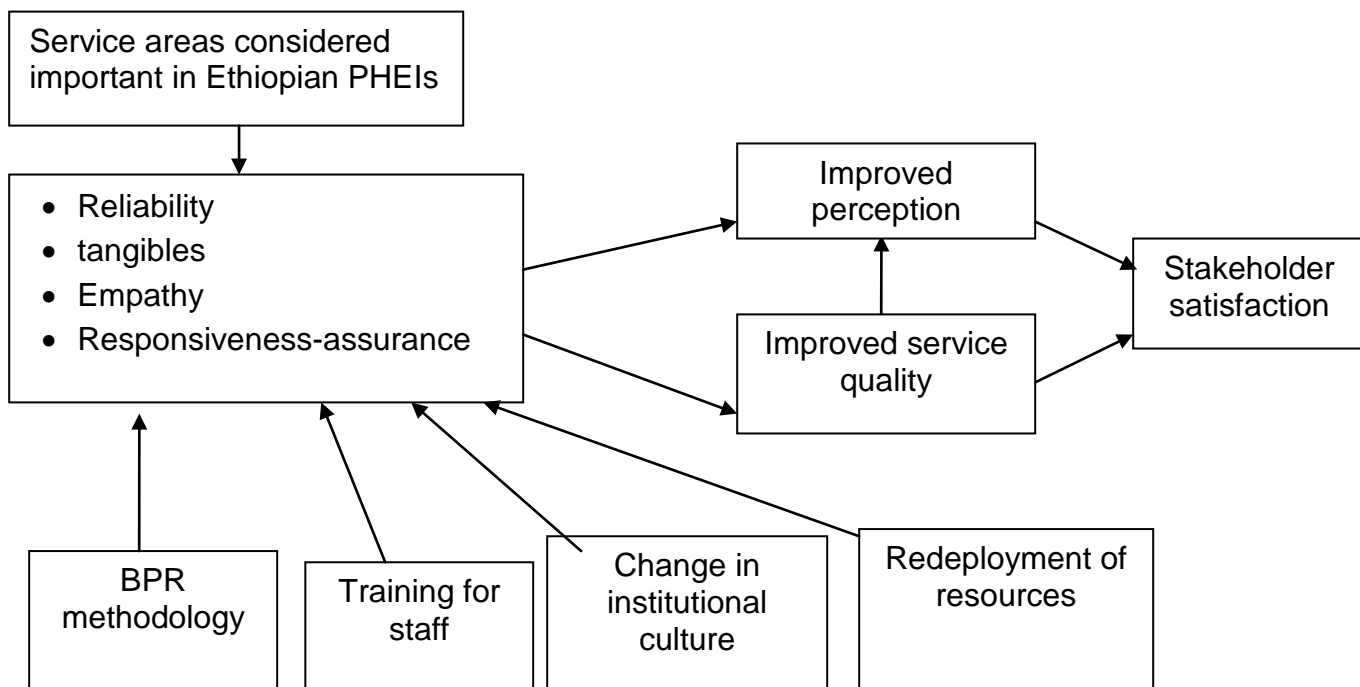 Service areas considered
important in Ethiopian PHEIs
• Reliability
• tangibles
• Empathy
• Responsiveness-assurance
Improved
perception
Improved service
quality
Stakeholder
satisfaction
BPR
methodology
Training for
staff
Change in
institutional
culture
Redeployment of
resources